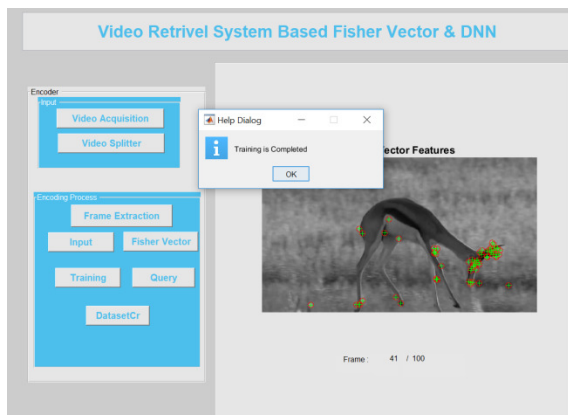 Video Retrivel System Based Fisher Vector & DNN
Encoder
Input
Video Acquisition
Video Splitter
Help Dialog
Training is Completed
OK
ector Features
Encoding Process
Frame Extraction
Input
Fisher Vector
Training
Query
DatasetCr
Frame : 41 / 100